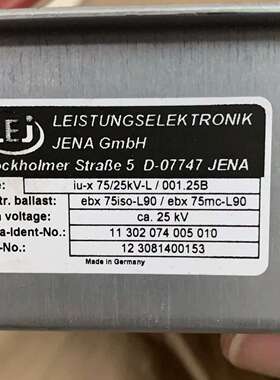 LEj
LEISTUNGSELEKTRONIK
JENA GmbH
ockholmer Straße 5 D-07747 JENA
e: iu-x 75/25kV-L / 001.25B
tr. ballast: ebx 75iso-L90 / ebx 75mc-L90
n voltage: ca. 25 kV
a-Ident-No.: 11 302 074 005 010
-No.: 12 3081400153
Made in Germany